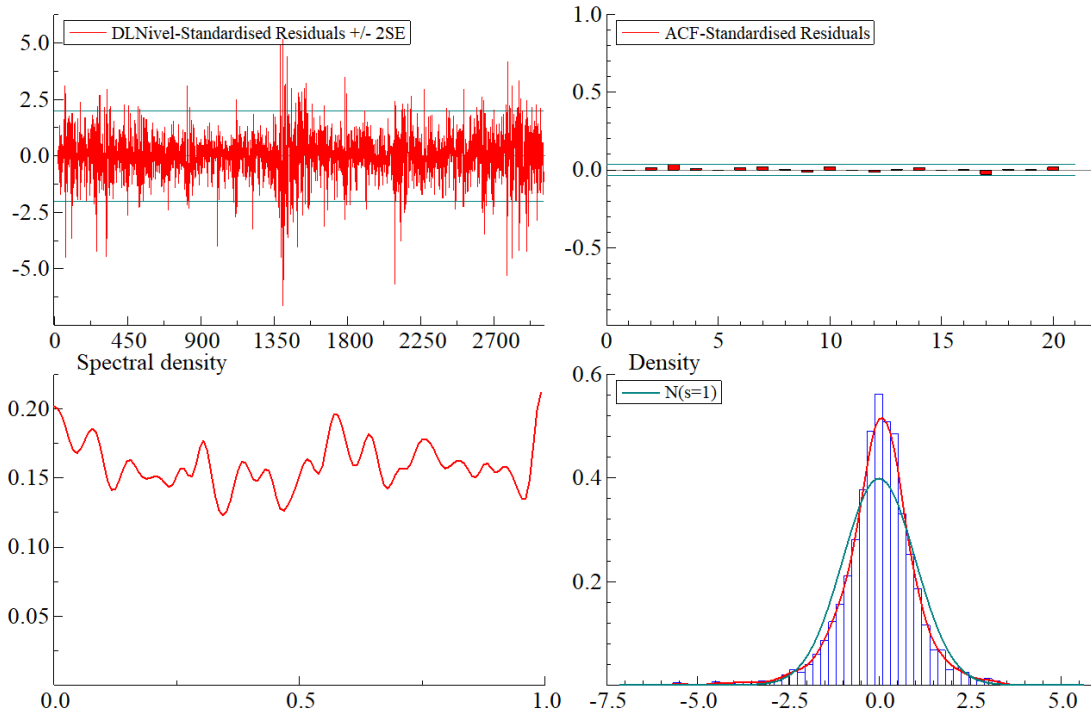 DLNivel-Standardised Residuals +/- 2SE
5.0
2.5
0.0
-2.5
-5.0
0 450 900 1350 1800 2250 2700
ACF-Standardised Residuals
1.0
0.5
0.0
-0.5
0 5 10 15 20
Spectral density
0.20
0.15
0.10
0.05
0.0 0.5 1.0
Density
N(s=1)
0.6
0.4
0.2
-7.5 -5.0 -2.5 0.0 2.5 5.0